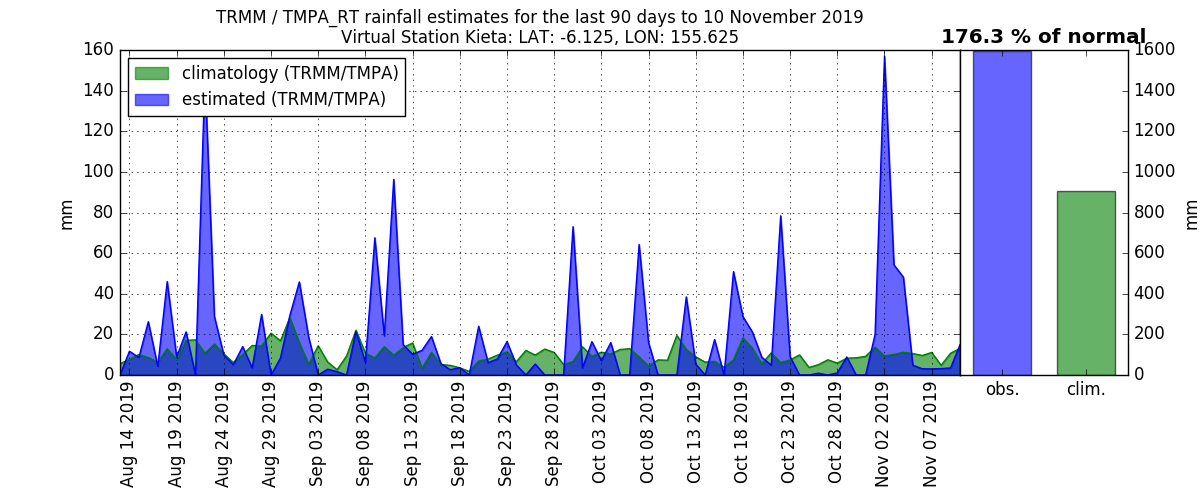 TRMM / TMPA_RT rainfall estimates for the last 90 days to 10 November 2019
Virtual Station Kieta: LAT: -6.125, LON: 155.625
176.3 % of normal
climatology (TRMM/TMPA)
estimated (TRMM/TMPA)
mm
160
140
120
100
80
60
40
20
0
Aug 14 2019
Aug 19 2019
Aug 24 2019
Aug 29 2019
Sep 03 2019
Sep 08 2019
Sep 13 2019
Sep 18 2019
Sep 23 2019
Sep 28 2019
Oct 03 2019
Oct 08 2019
Oct 13 2019
Oct 18 2019
Oct 23 2019
Oct 28 2019
Nov 02 2019
Nov 07 2019
obs.
clim.
1600
1400
1200
1000
800
600
400
200
0
mm